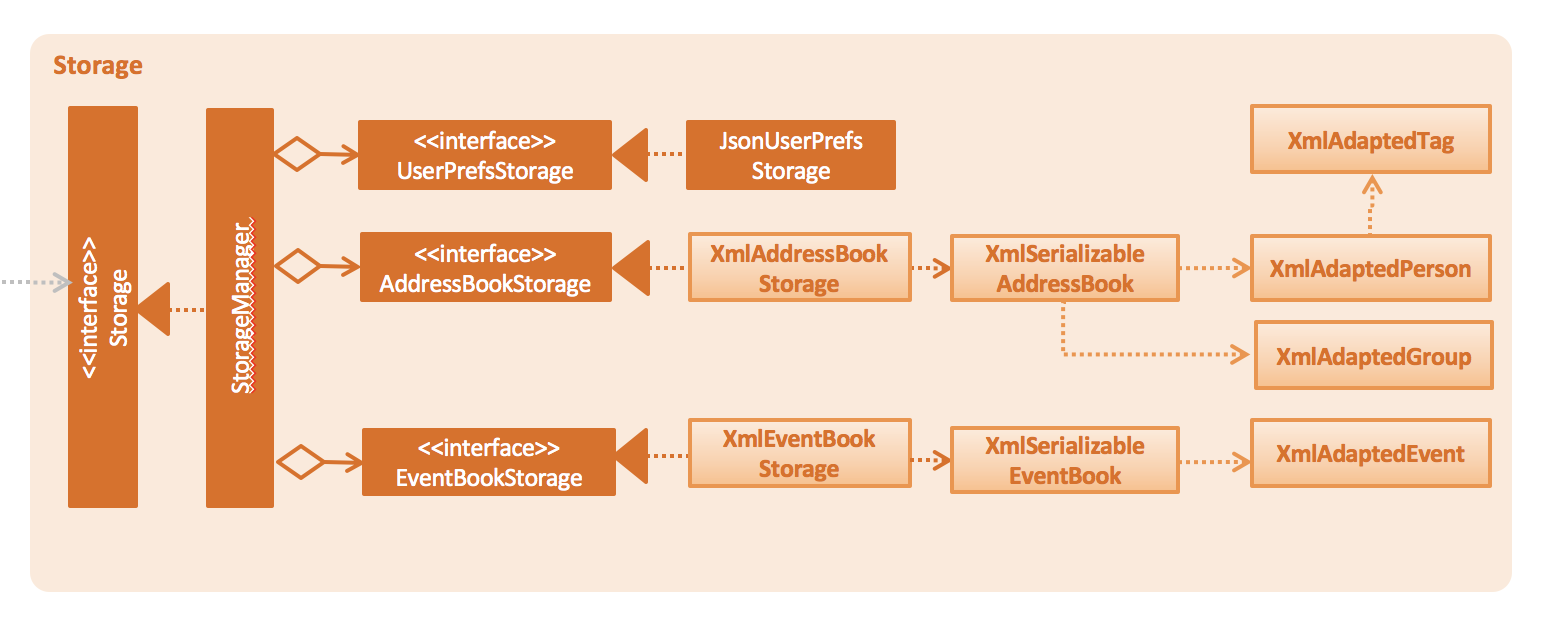 Storage
<<interface>>
Storage
StorageManager
<<interface>>
UserPrefsStorage
JsonUserPrefs
Storage
XmlAdaptedTag
<<interface>>
AddressBookStorage
XmlAddressBook
Storage
XmlSerializable
AddressBook
XmlAdaptedPerson
XmlAdaptedGroup
<<interface>>
EventBookStorage
XmlEventBook
Storage
XmlSerializable
EventBook
XmlAdaptedEvent